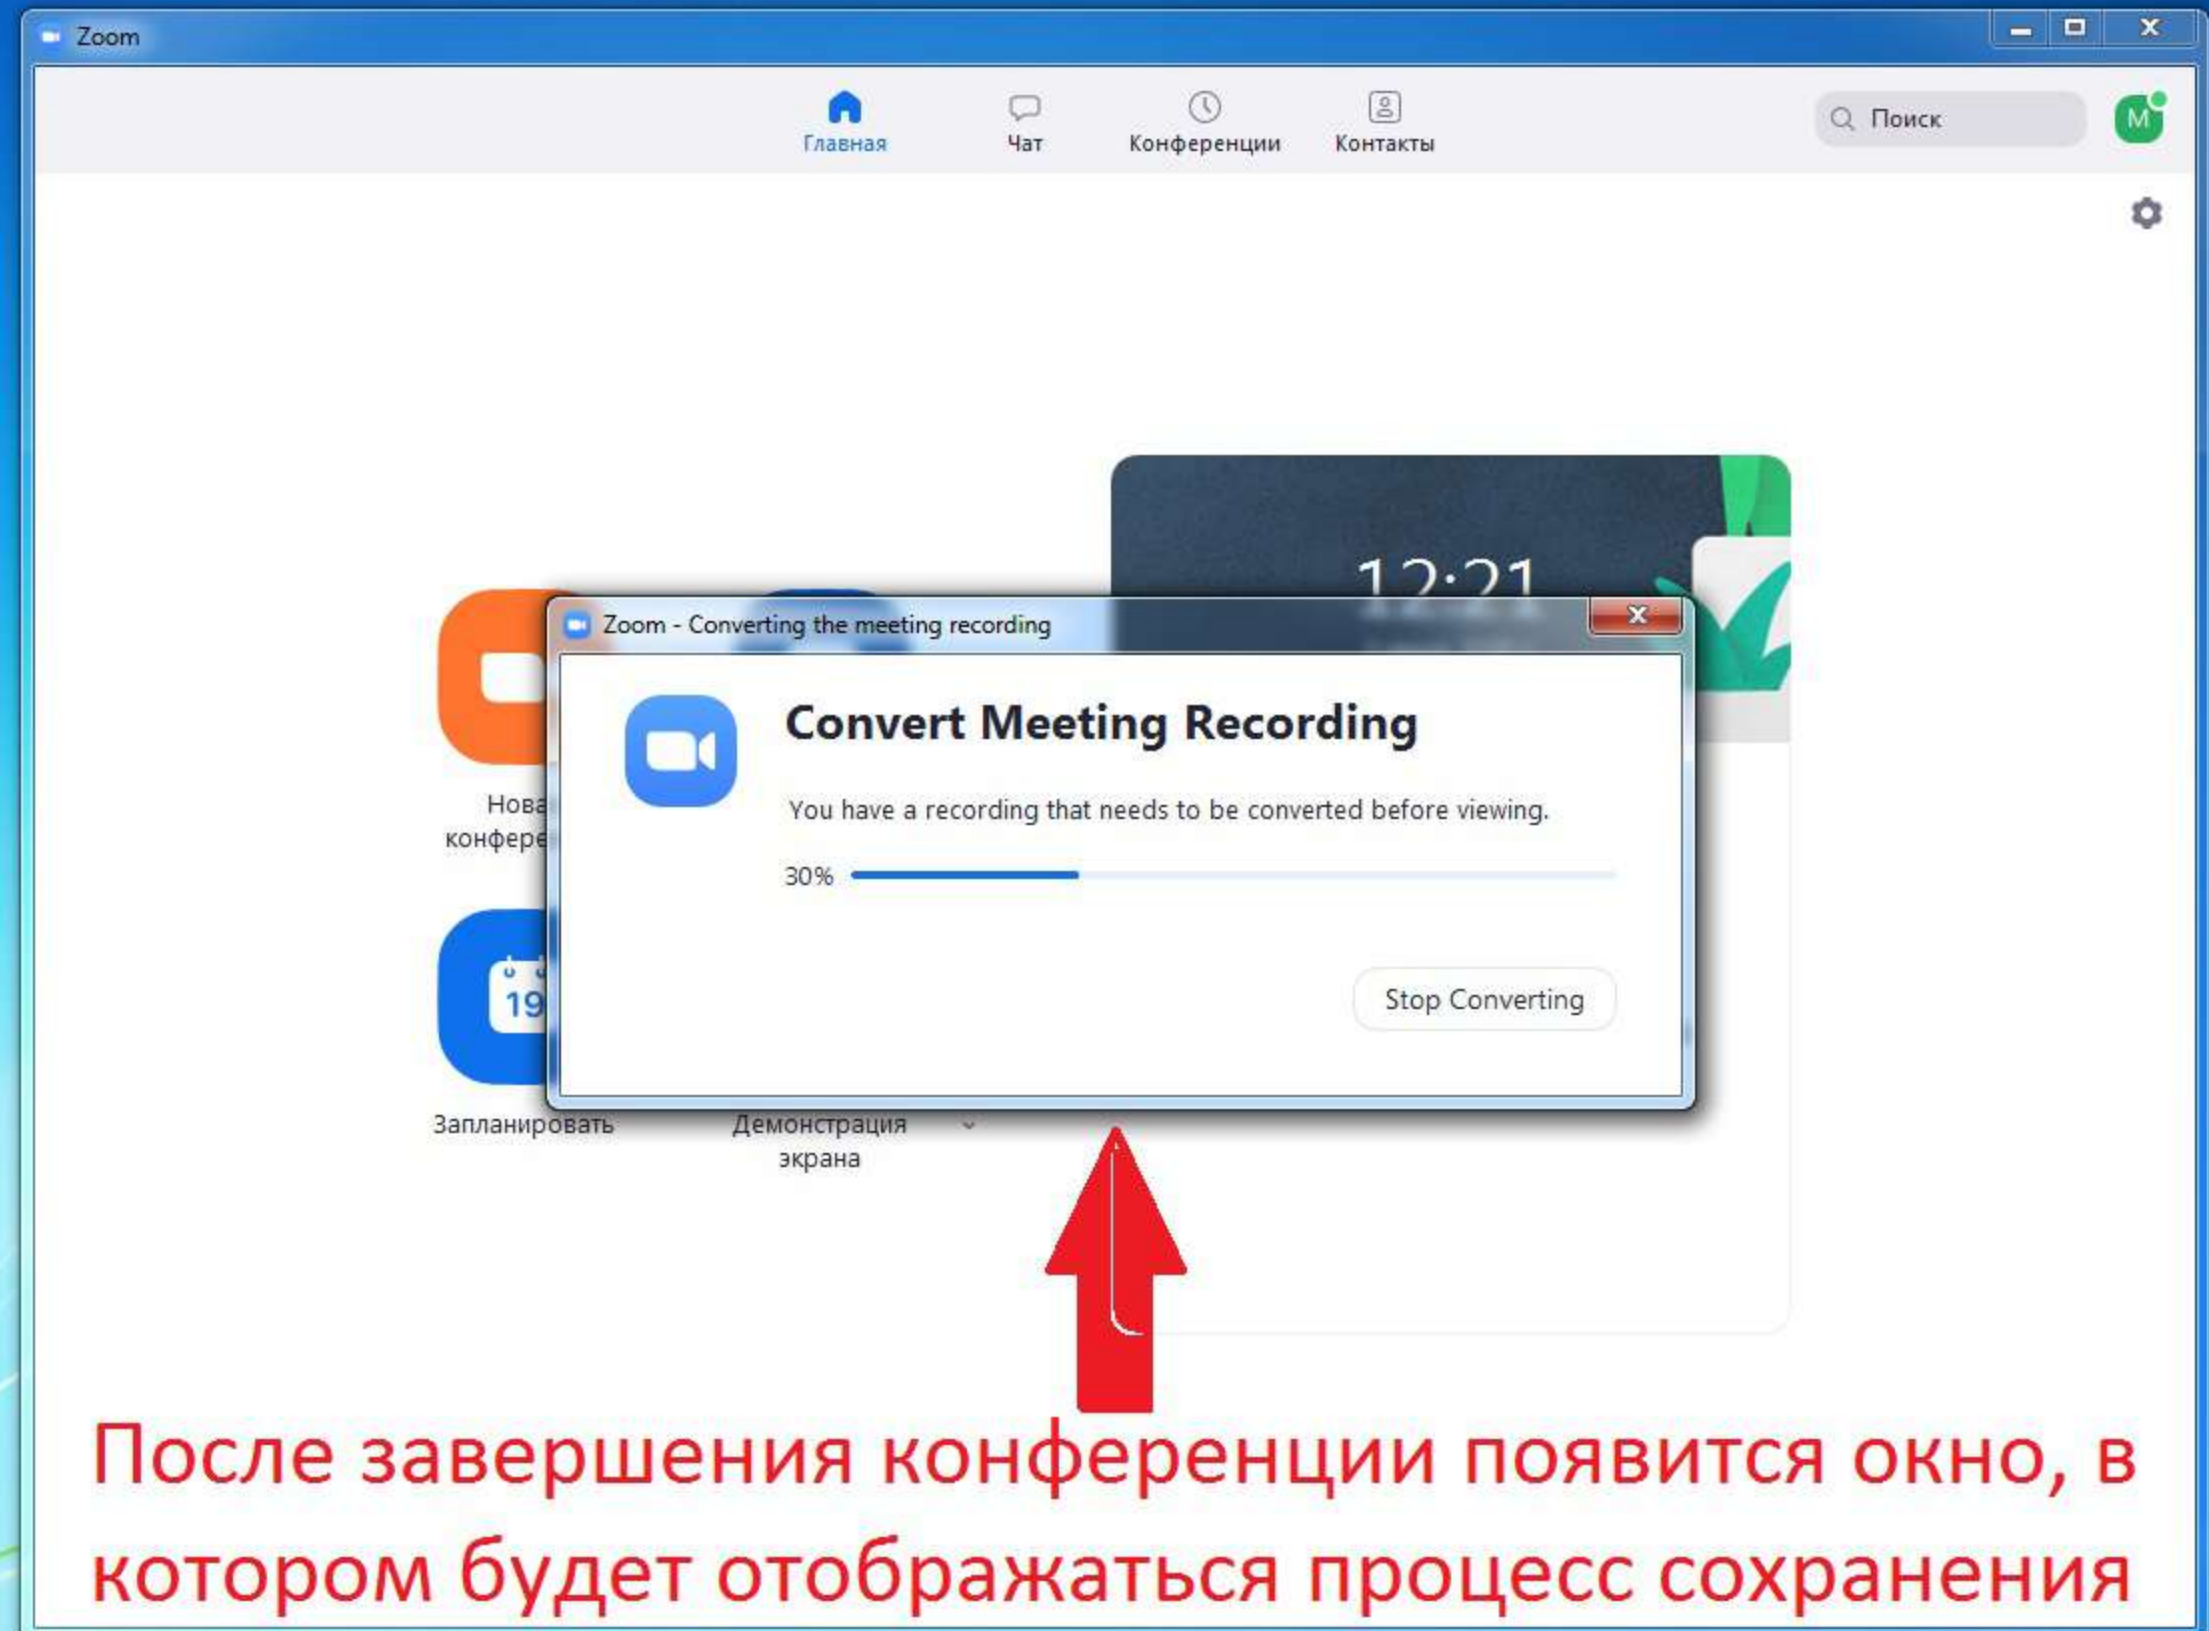 Zoom
Главная
Чат
Конференции
Контакты
Поиск
M
12:21
Zoom - Converting the meeting recording
Convert Meeting Recording
You have a recording that needs to be converted before viewing.
30%
Stop Converting
Нова
конфере
19
Запланировать
Демонстрация
экрана
После завершения конференции появится окно, в
котором будет отображаться процесс сохранения